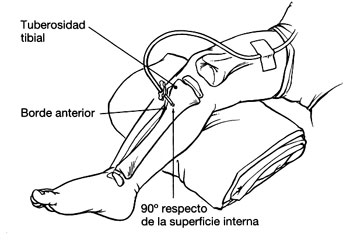 Tuberosidad
tibial
Borde anterior
90º respecto
de la superficie interna